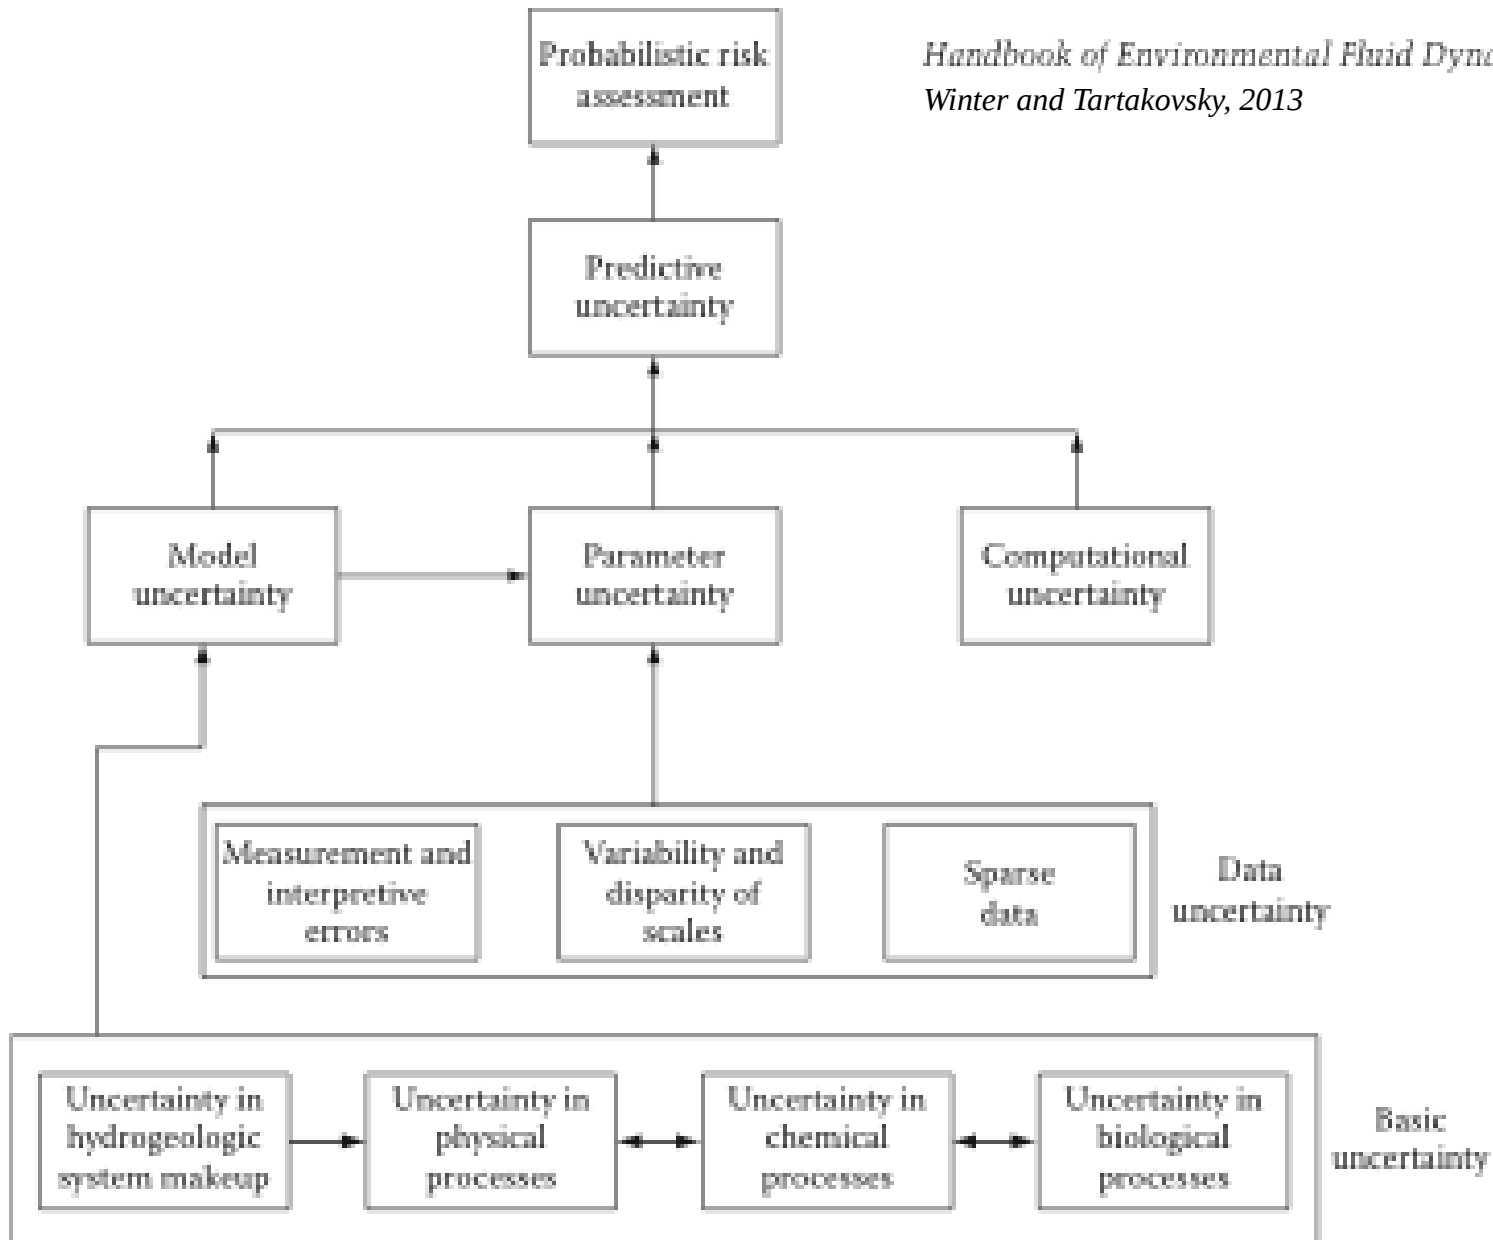 Probabilistic risk
assessment
Handbook of Environmental Fluid Dyna
Winter and Tartakovsky, 2013
Predictive
uncertainty
Model
uncertainty
Parameter
uncertainty
Computational
uncertainty
Measurement and
interpretive
errors
Variability and
disparity of
scales
Sparse
data
Data
uncertainty
Uncertainty in
hydrogeologic
system makeup
Uncertainty in
physical
processes
Uncertainty in
chemical
processes
Uncertainty in
biological
processes
Basic
uncertainty